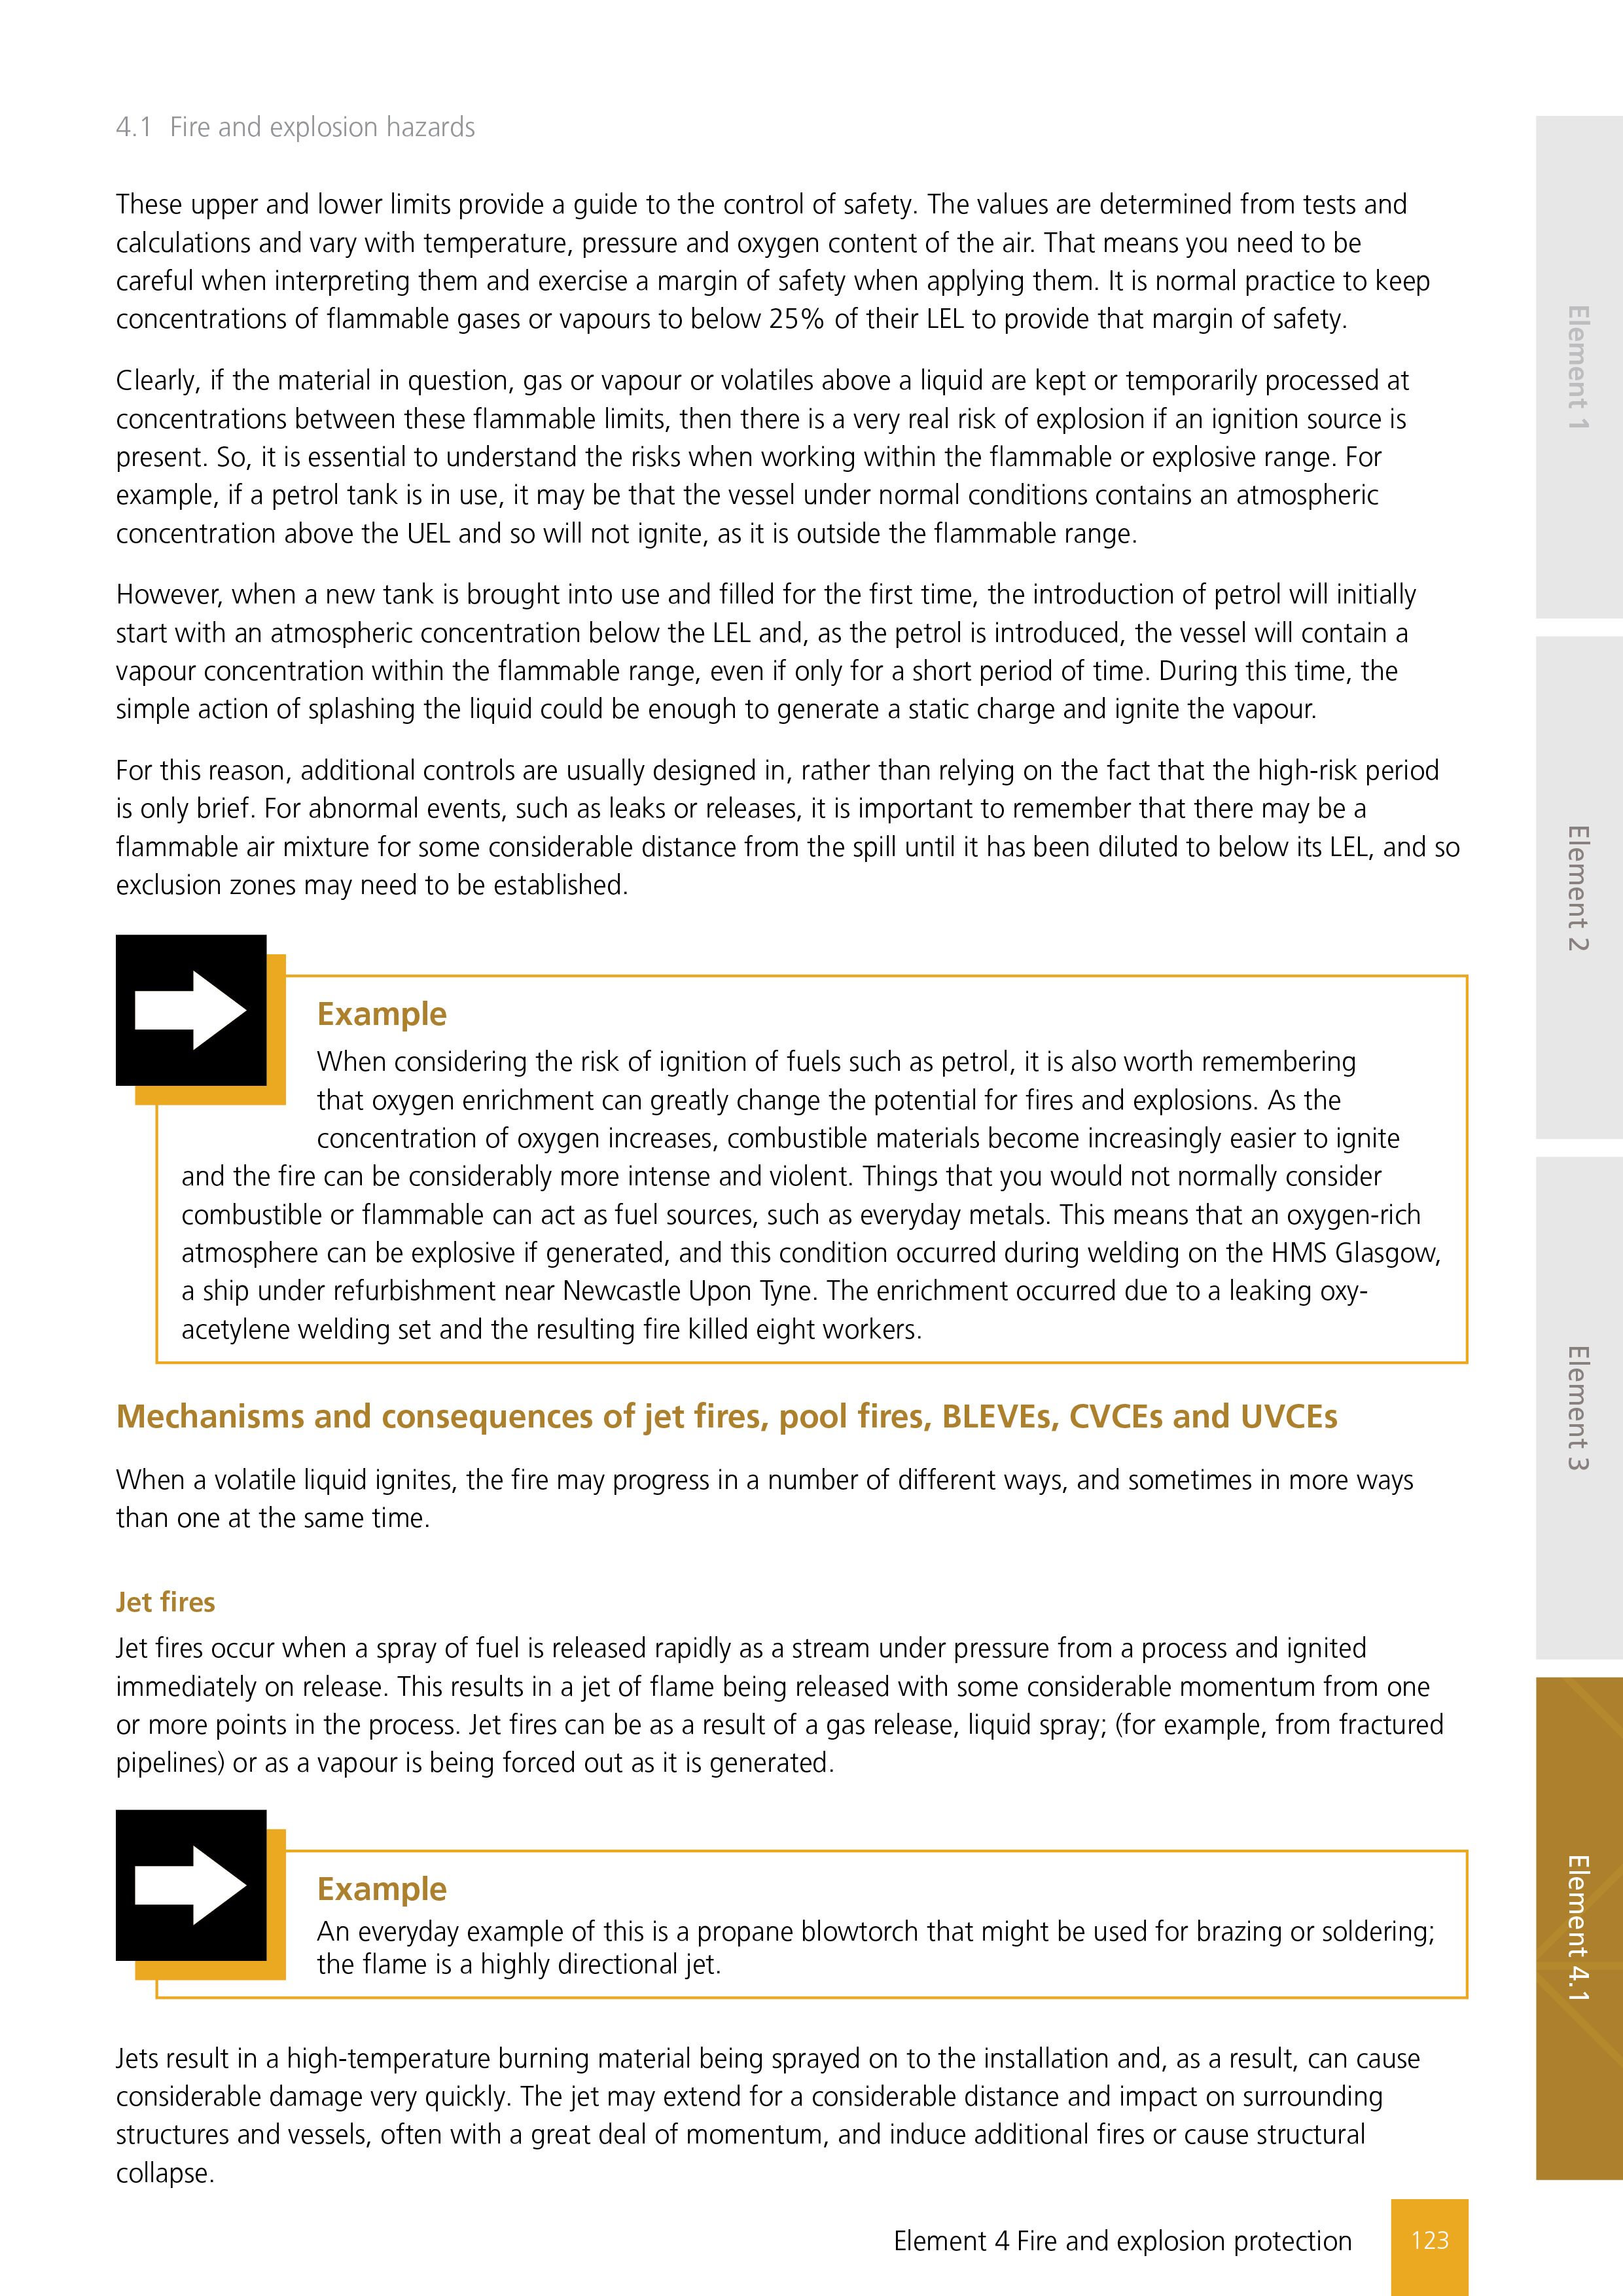 4.1 Fire and explosion hazards
These upper and lower limits provide a guide to the control of safety. The values are determined from tests and
calculations and vary with temperature, pressure and oxygen content of the air. That means you need to be
careful when interpreting them and exercise a margin of safety when applying them. It is normal practice to keep
concentrations of flammable gases or vapours to below 25% of their LEL to provide that margin of safety.
Clearly, if the material in question, gas or vapour or volatiles above a liquid are kept or temporarily processed at
concentrations between these flammable limits, then there is a very real risk of explosion if an ignition source is
present. So, it is essential to understand the risks when working within the flammable or explosive range. For
example, if a petrol tank is in use, it may be that the vessel under normal conditions contains an atmospheric
concentration above the UEL and so will not ignite, as it is outside the flammable range.
However, when a new tank is brought into use and filled for the first time, the introduction of petrol will initially
start with an atmospheric concentration below the LEL and, as the petrol is introduced, the vessel will contain a
vapour concentration within the flammable range, even if only for a short period of time. During this time, the
simple action of splashing the liquid could be enough to generate a static charge and ignite the vapour.
For this reason, additional controls are usually designed in, rather than relying on the fact that the high-risk period
is only brief. For abnormal events, such as leaks or releases, it is important to remember that there may be a
flammable air mixture for some considerable distance from the spill until it has been diluted to below its LEL, and so
exclusion zones may need to be established.
Example
When considering the risk of ignition of fuels such as petrol, it is also worth remembering
that oxygen enrichment can greatly change the potential for fires and explosions. As the
concentration of oxygen increases, combustible materials become increasingly easier to ignite
and the fire can be considerably more intense and violent. Things that you would not normally consider
combustible or flammable can act as fuel sources, such as everyday metals. This means that an oxygen-rich
atmosphere can be explosive if generated, and this condition occurred during welding on the HMS Glasgow,
a ship under refurbishment near Newcastle Upon Tyne. The enrichment occurred due to a leaking oxy-
acetylene welding set and the resulting fire killed eight workers.
Mechanisms and consequences of jet fires, pool fires, BLEVEs, CVCEs and UVCEs
When a volatile liquid ignites, the fire may progress in a number of different ways, and sometimes in more ways
than one at the same time.
Jet fires
Jet fires occur when a spray of fuel is released rapidly as a stream under pressure from a process and ignited
immediately on release. This results in a jet of flame being released with some considerable momentum from one
or more points in the process. Jet fires can be as a result of a gas release, liquid spray; (for example, from fractured
pipelines) or as a vapour is being forced out as it is generated.
Example
An everyday example of this is a propane blowtorch that might be used for brazing or soldering;
the flame is a highly directional jet.
Jets result in a high-temperature burning material being sprayed on to the installation and, as a result, can cause
considerable damage very quickly. The jet may extend for a considerable distance and impact on surrounding
structures and vessels, often with a great deal of momentum, and induce additional fires or cause structural
collapse.
Element 4 Fire and explosion protection
123
Element 1
Element 2
Element 3
Element 4.1